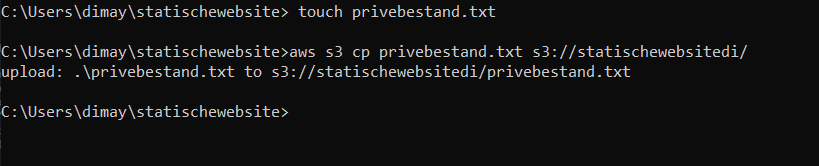 C:\Users\dimay\statischewebsite> touch privebestand.txt
C:\Users\dimay\statischewebsite>aws s3 cp privebestand.txt s3://statischewebsitedi/
upload: .\privebestand.txt to s3://statischewebsitedi/privebestand.txt
C:\Users\dimay\statischewebsite>